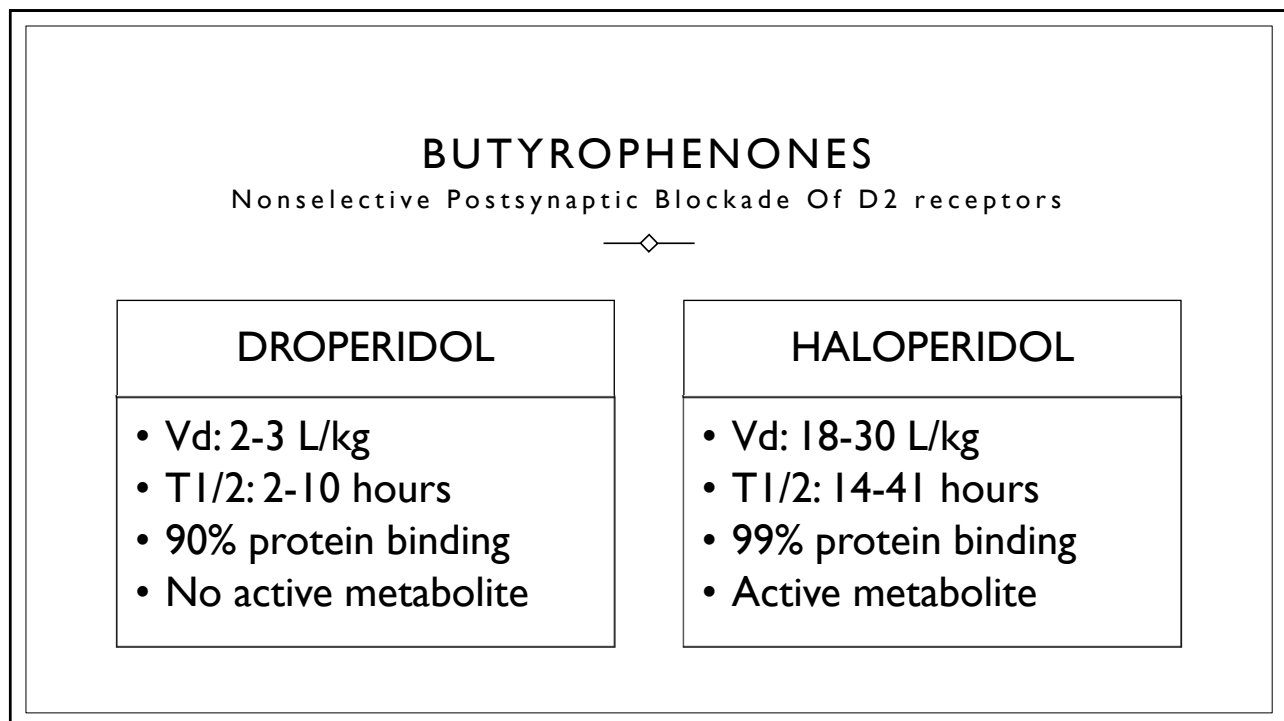 BUTYROPHENONES
Nonselective Postsynaptic Blockade Of D2 receptors
DROPERIDOL
• Vd: 2-3 L/kg
• T1/2: 2-10 hours
• 90% protein binding
• No active metabolite
HALOPERIDOL
• Vd: 18-30 L/kg
• T1/2: 14-41 hours
• 99% protein binding
• Active metabolite